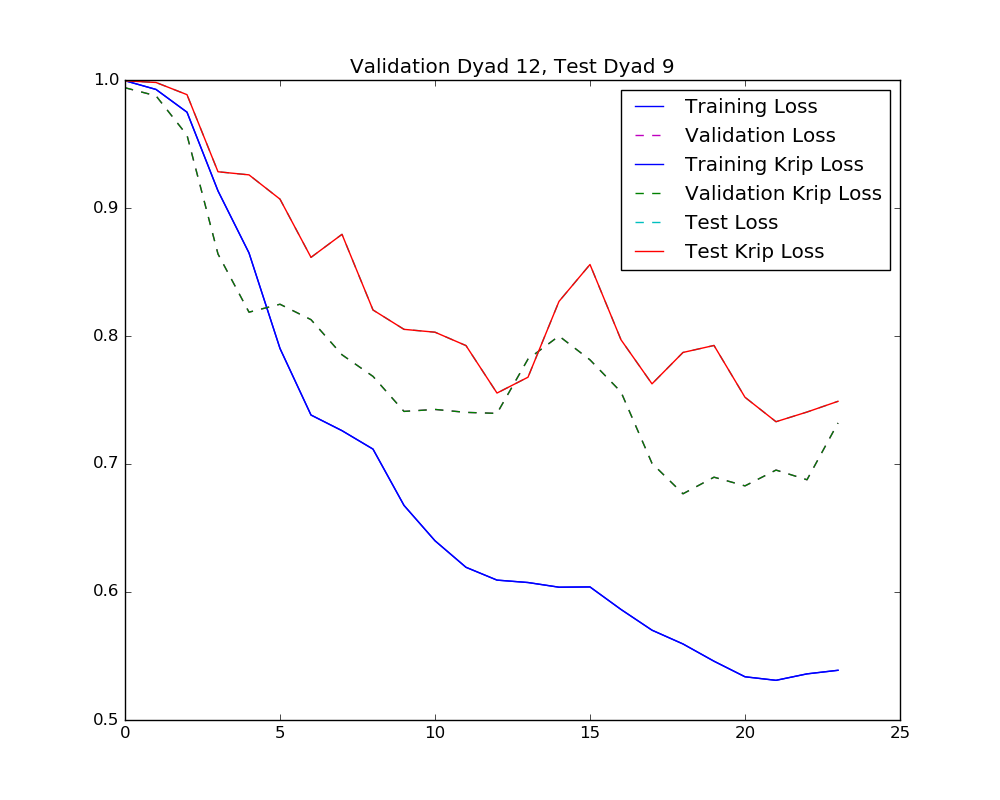 Validation Dyad 12, Test Dyad 9
1.0
0.9
0.8
0.7
0.6
0.5
0
5
10
15
20
25
Training Loss
Validation Loss
Training Krip Loss
Validation Krip Loss
Test Loss
Test Krip Loss